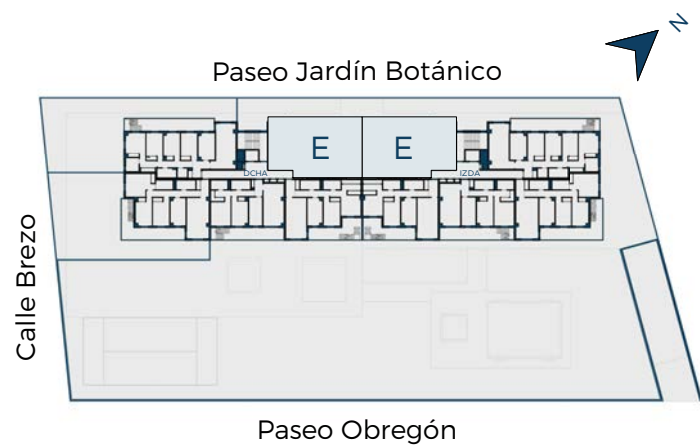 N
Paseo Jardín Botánico
E E
DCHA IZDA
Calle Brezo
Paseo Obregón